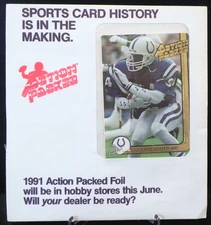 SPORTS CARD HISTORY
IS IN THE
MAKING.
ACTION
PACKED
1991 Action Packed Foil
will be in hobby stores this June.
Will your dealer be ready?